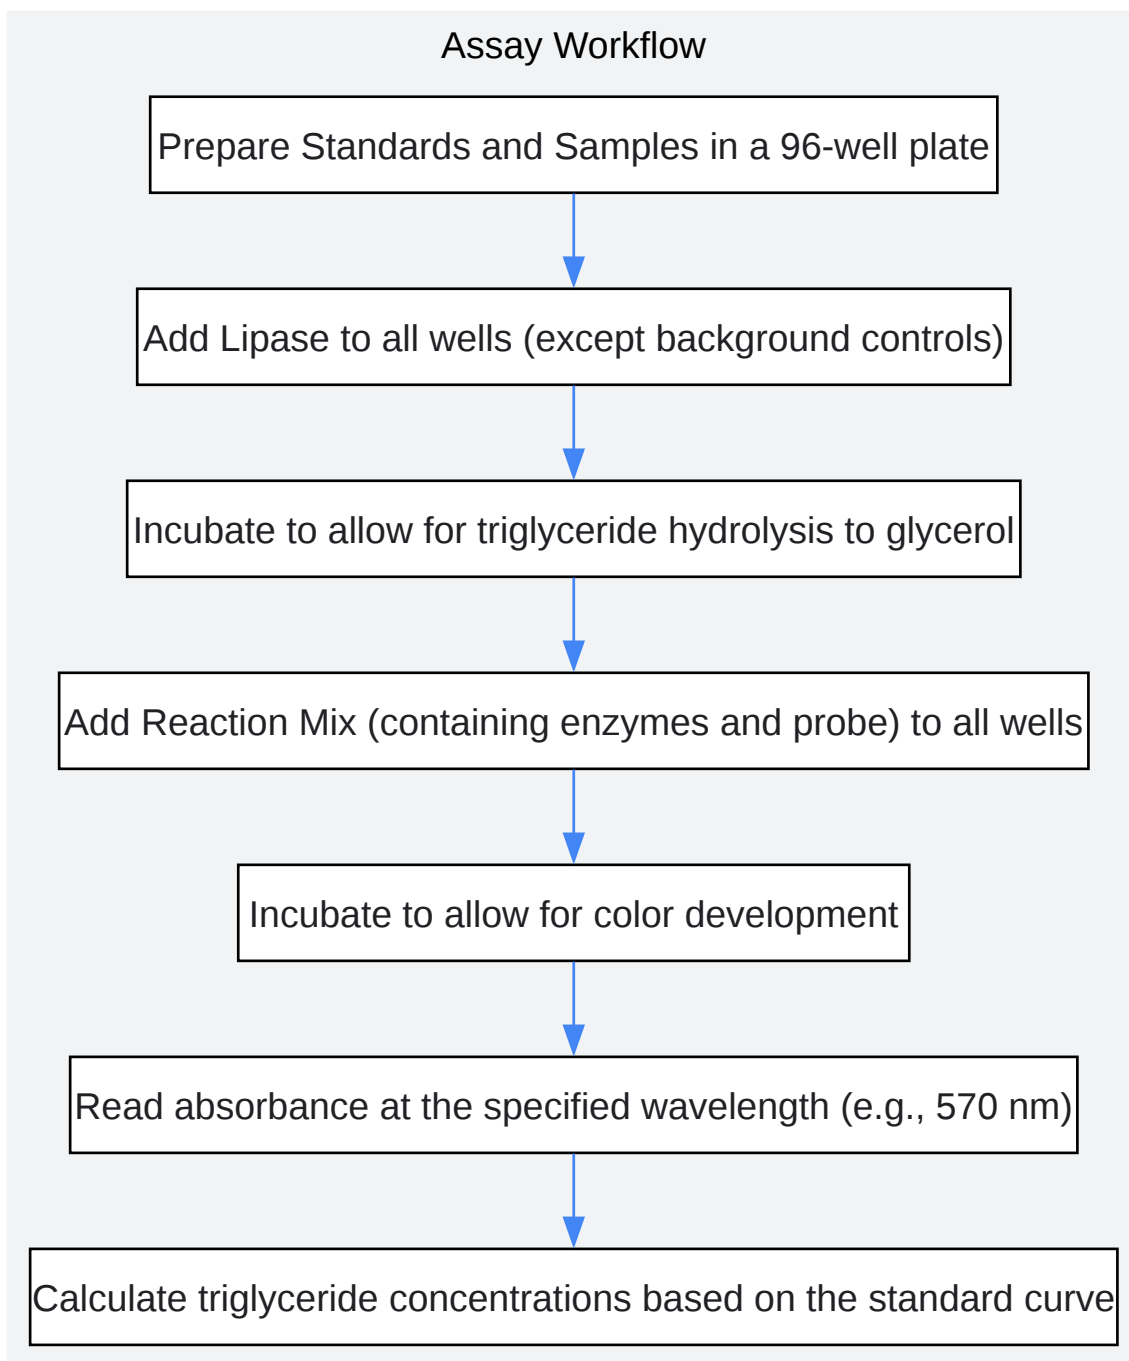 Assay Workflow
Prepare Standards and Samples in a 96-well plate
Add Lipase to all wells (except background controls)
Incubate to allow for triglyceride hydrolysis to glycerol
Add Reaction Mix (containing enzymes and probe) to all wells
Incubate to allow for color development
Read absorbance at the specified wavelength (e.g., 570 nm)
Calculate triglyceride concentrations based on the standard curve